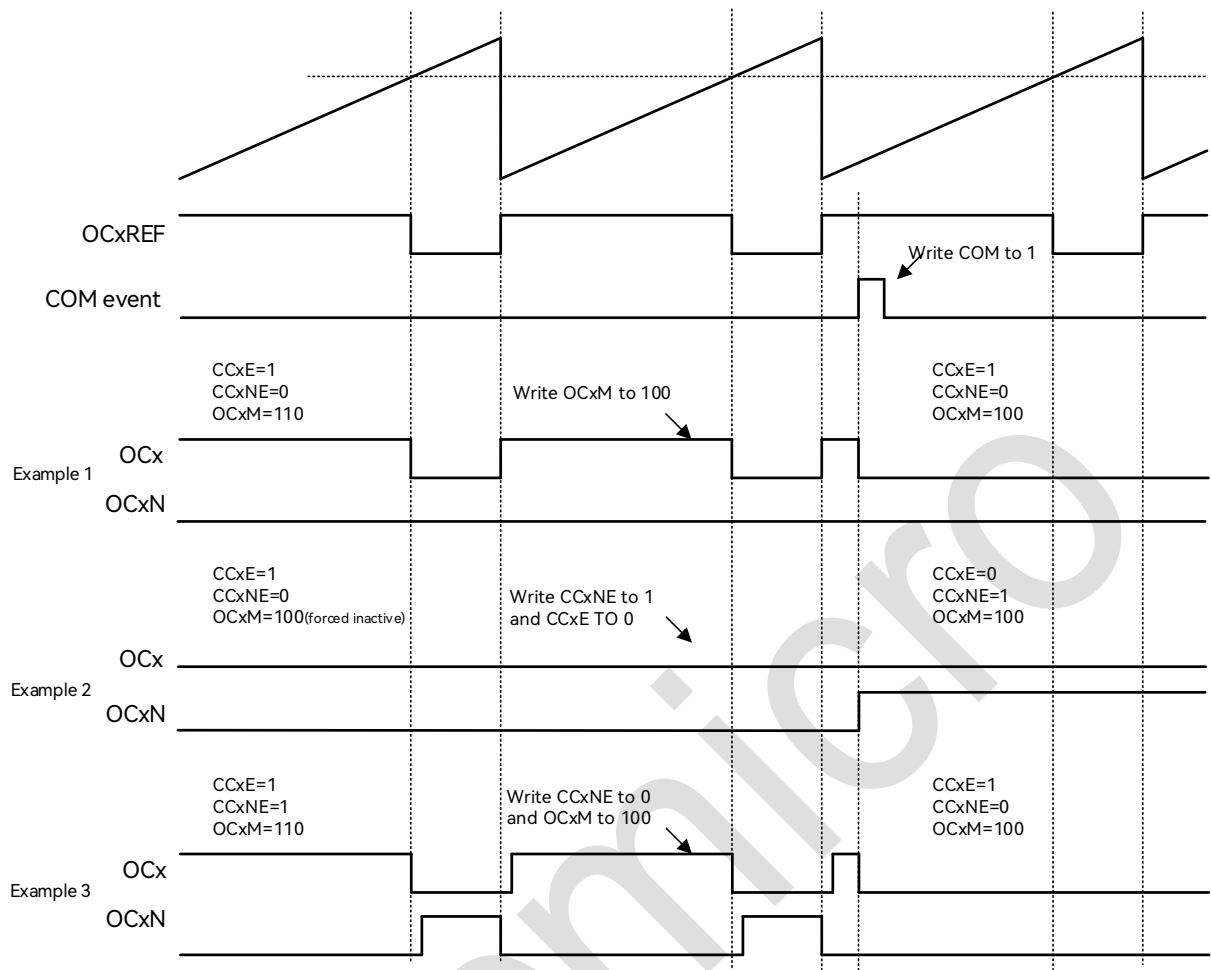 OCxREF
Write COM to 1
COM event
CCxE=1
CCxNE=0
OCxM=110
Write OCxM to 100
CCxE=1
CCxNE=0
OCxM=100
Example 1
OCx
OCxN
CCxE=1
CCxNE=0
OCxM=100(forced inactive)
Write CCxNE to 1
and CCxE TO 0
CCxE=0
CCxNE=1
OCxM=100
Example 2
OCx
OCxN
CCxE=1
CCxNE=1
OCxM=110
Write CCxNE to 0
and OCxM to 100
CCxE=1
CCxNE=0
OCxM=100
Example 3
OCx
OCxN
omicro